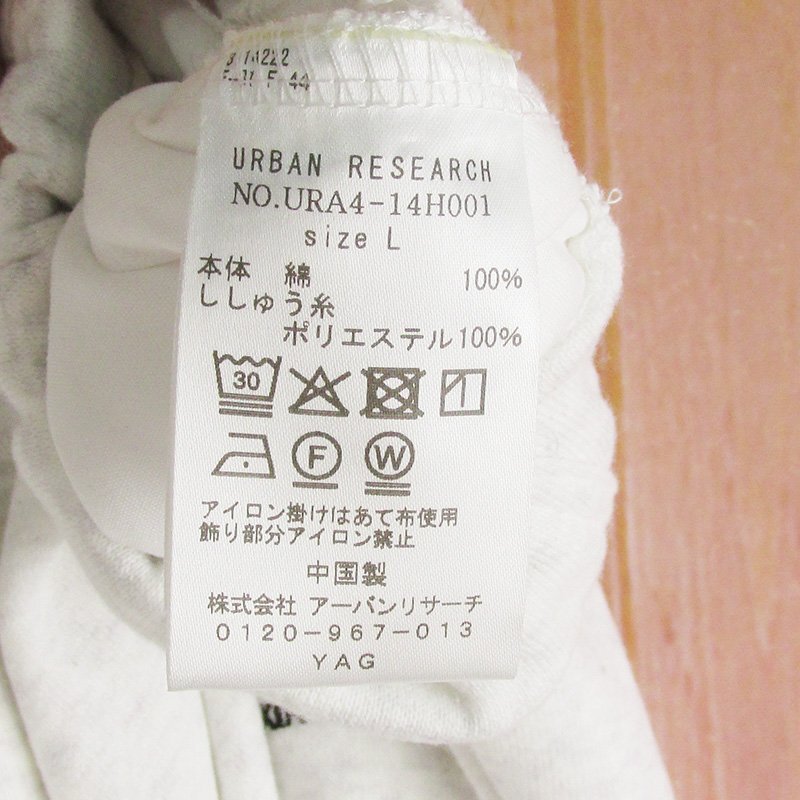 URBAN RESEARCH
NO.URA4-14H001
size L
本体 綿 100%
ししゅう糸
ポリエステル100%
30
F W
アイロン掛けはあて布使用
飾り部分アイロン禁止
中国製
株式会社 アーバンリサーチ
0120-967-013
YAG